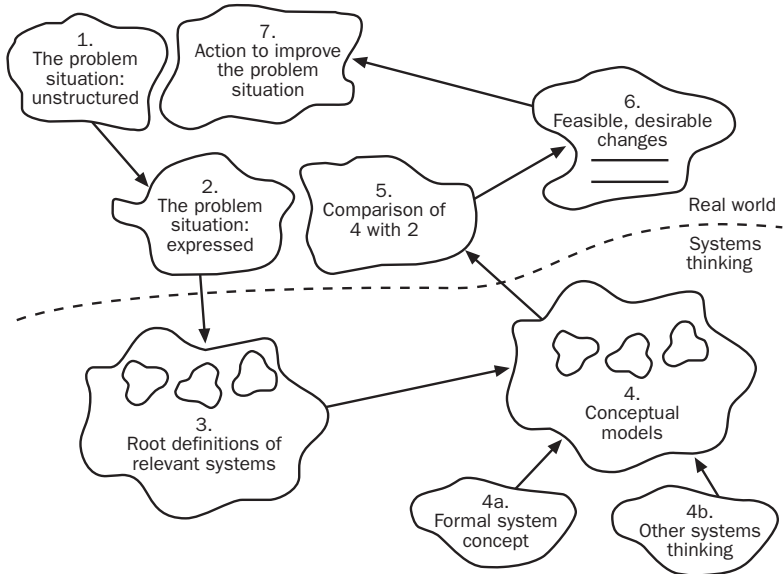 1.
The problem
situation:
unstructured
7.
Action to improve
the problem
situation
6.
Feasible, desirable
changes
2.
The problem
situation:
expressed
5.
Comparison of
4 with 2
Real world
Systems
thinking
3.
Root definitions of
relevant systems
4.
Conceptual
models
4a.
Formal system
concept
4b.
Other systems
thinking